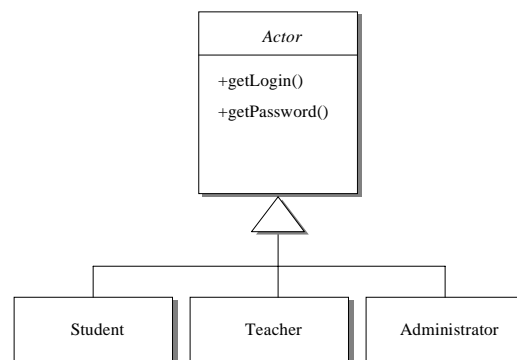 Actor
+getLogin()
+getPassword()
Student
Teacher
Administrator